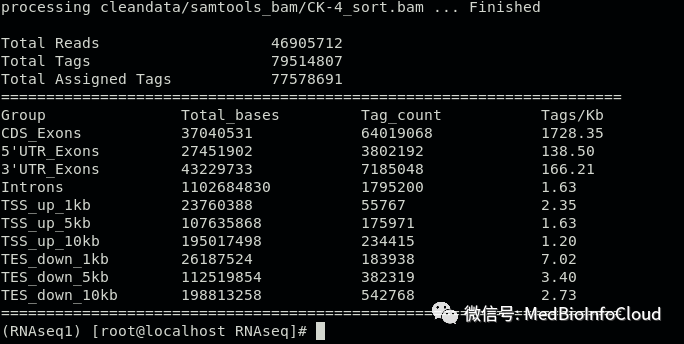 processing cleandata/samtools_bam/CK-4_sort.bam ... Finished
Total Reads 46905712
Total Tags 79514807
Total Assigned Tags 77578691
=====================================================================
Group Total_bases Tag_count Tags/Kb
CDS_Exons 37040531 64019068 1728.35
5'UTR_Exons 27451902 3802192 138.50
3'UTR_Exons 43229733 7185048 166.21
Introns 1102684830 1795200 1.63
TSS_up_1kb 23760388 55767 2.35
TSS_up_5kb 107635868 175971 1.63
TSS_up_10kb 195017498 234415 1.20
TES_down_1kb 26187524 183938 7.02
TES_down_5kb 112519854 382319 3.40
TES_down_10kb 198813258 542768 2.73
=====================================================================
微信号: MedBioInfoCloud
(RNAseq1) [root@localhost RNAseq]#